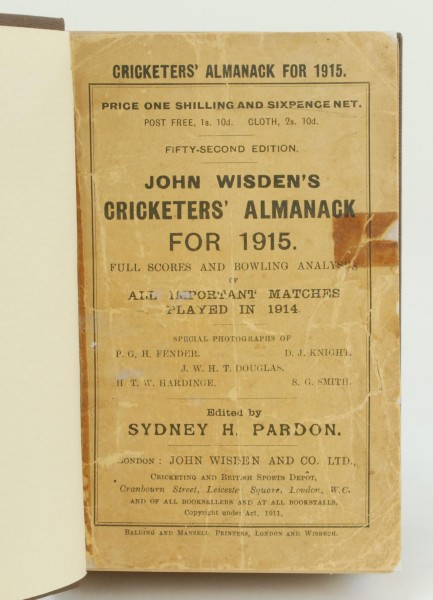 CRICKETERS' ALMANACK FOR 1915.
PRICE ONE SHILLING AND SIXPENCE NET.
POST FREE, 1s. 10d. CLOTH, 2s. 10d.
FIFTY-SECOND EDITION.
JOHN WISDEN'S
CRICKETERS' ALMANACK
FOR 1915.
FULL SCORES AND BOWLING ANALYSES
OF
ALL IMPORTANT MATCHES
PLAYED IN 1914
SPECIAL PHOTOGRAPHS OF
P. G. H. FENDER. D. J. KNIGHT.
J. W. H. T. DOUGLAS.
H. T. W. HARDINGE. S. G. SMITH.
Edited by
SYDNEY H. PARDON.
LONDON: JOHN WISDEN AND CO. LTD.,
CRICKETING AND BRITISH SPORTS DEPÔT,
Cranbourn Street, Leicester Square, London, W.C.
AND OF ALL BOOKSELLERS AND AT ALL BOOKSTALLS.
Copyright under Act, 1911.
BALDING AND MANSELL PRINTERS, LONDON AND WISBECH.